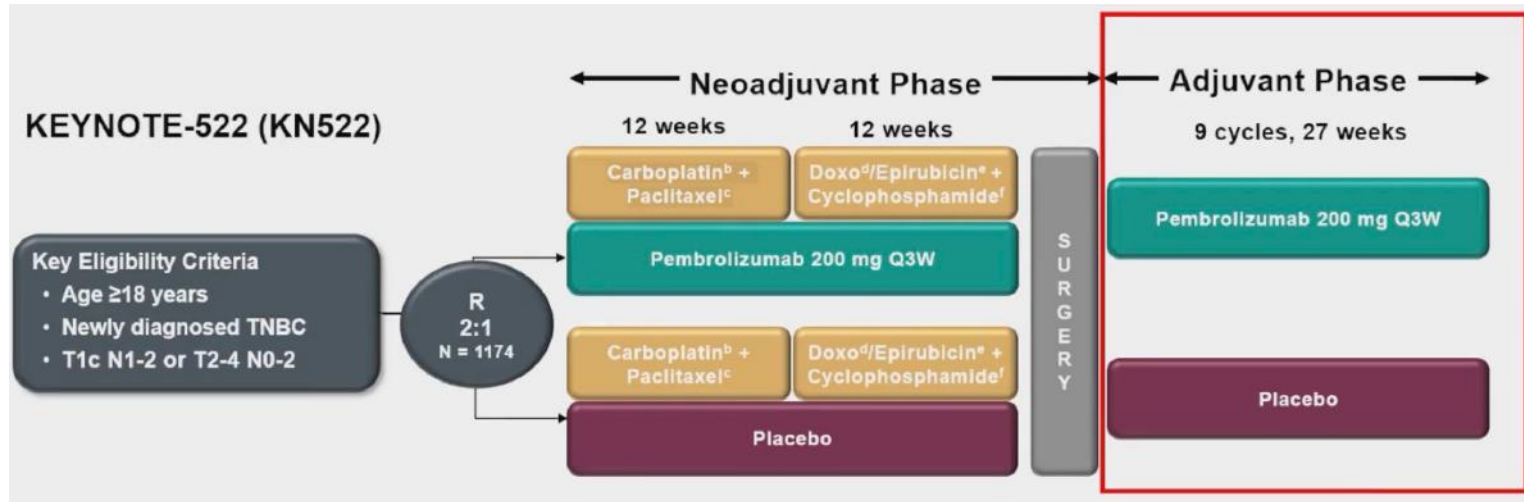 Neoadjuvant Phase
Adjuvant Phase
KEYNOTE-522 (KN522)
12 weeks
12 weeks
9 cycles, 27 weeks
Key Eligibility Criteria
• Age ≥18 years
• Newly diagnosed TNBC
• T1c N1-2 or T2-4 N0-2
R
2:1
N = 1174
Carboplatinᵇ +
Paclitaxelᶜ
Doxoᵈ/Epirubicinᵉ +
Cyclophosphamideᶠ
Pembrolizumab 200 mg Q3W
Carboplatinᵇ +
Paclitaxelᶜ
Doxoᵈ/Epirubicinᵉ +
Cyclophosphamideᶠ
Placebo
SURGERY
Pembrolizumab 200 mg Q3W
Placebo